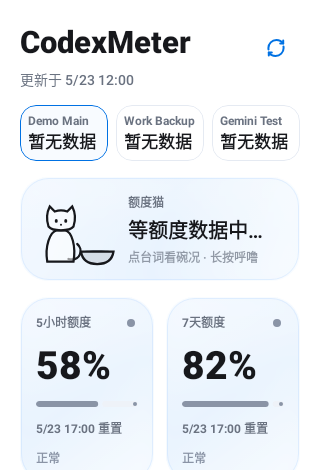 CodexMeter
更新于 5/23 12:00
Demo Main
暂无数据
Work Backup
暂无数据
Gemini Test
暂无数据
额度猫
等额度数据中…
点台词看碗况 · 长按呼噜
5小时额度
58%
5/23 17:00 重置
正常
7天额度
82%
5/23 17:00 重置
正常